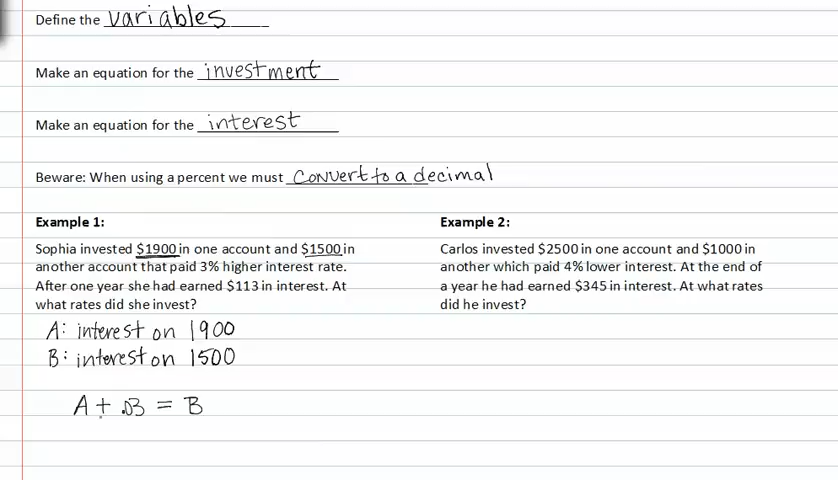 Define the variables
Make an equation for the investment
Make an equation for the interest
Beware: When using a percent we must convert to a decimal
Example 1:
Sophia invested $1900 in one account and $1500 in
another account that paid 3% higher interest rate.
After one year she had earned $113 in interest. At
what rates did she invest?
A: interest on 1900
B: interest on 1500
A + .03 = B
Example 2:
Carlos invested $2500 in one account and $1000 in
another which paid 4% lower interest. At the end of
a year he had earned $345 in interest. At what rates
did he invest?